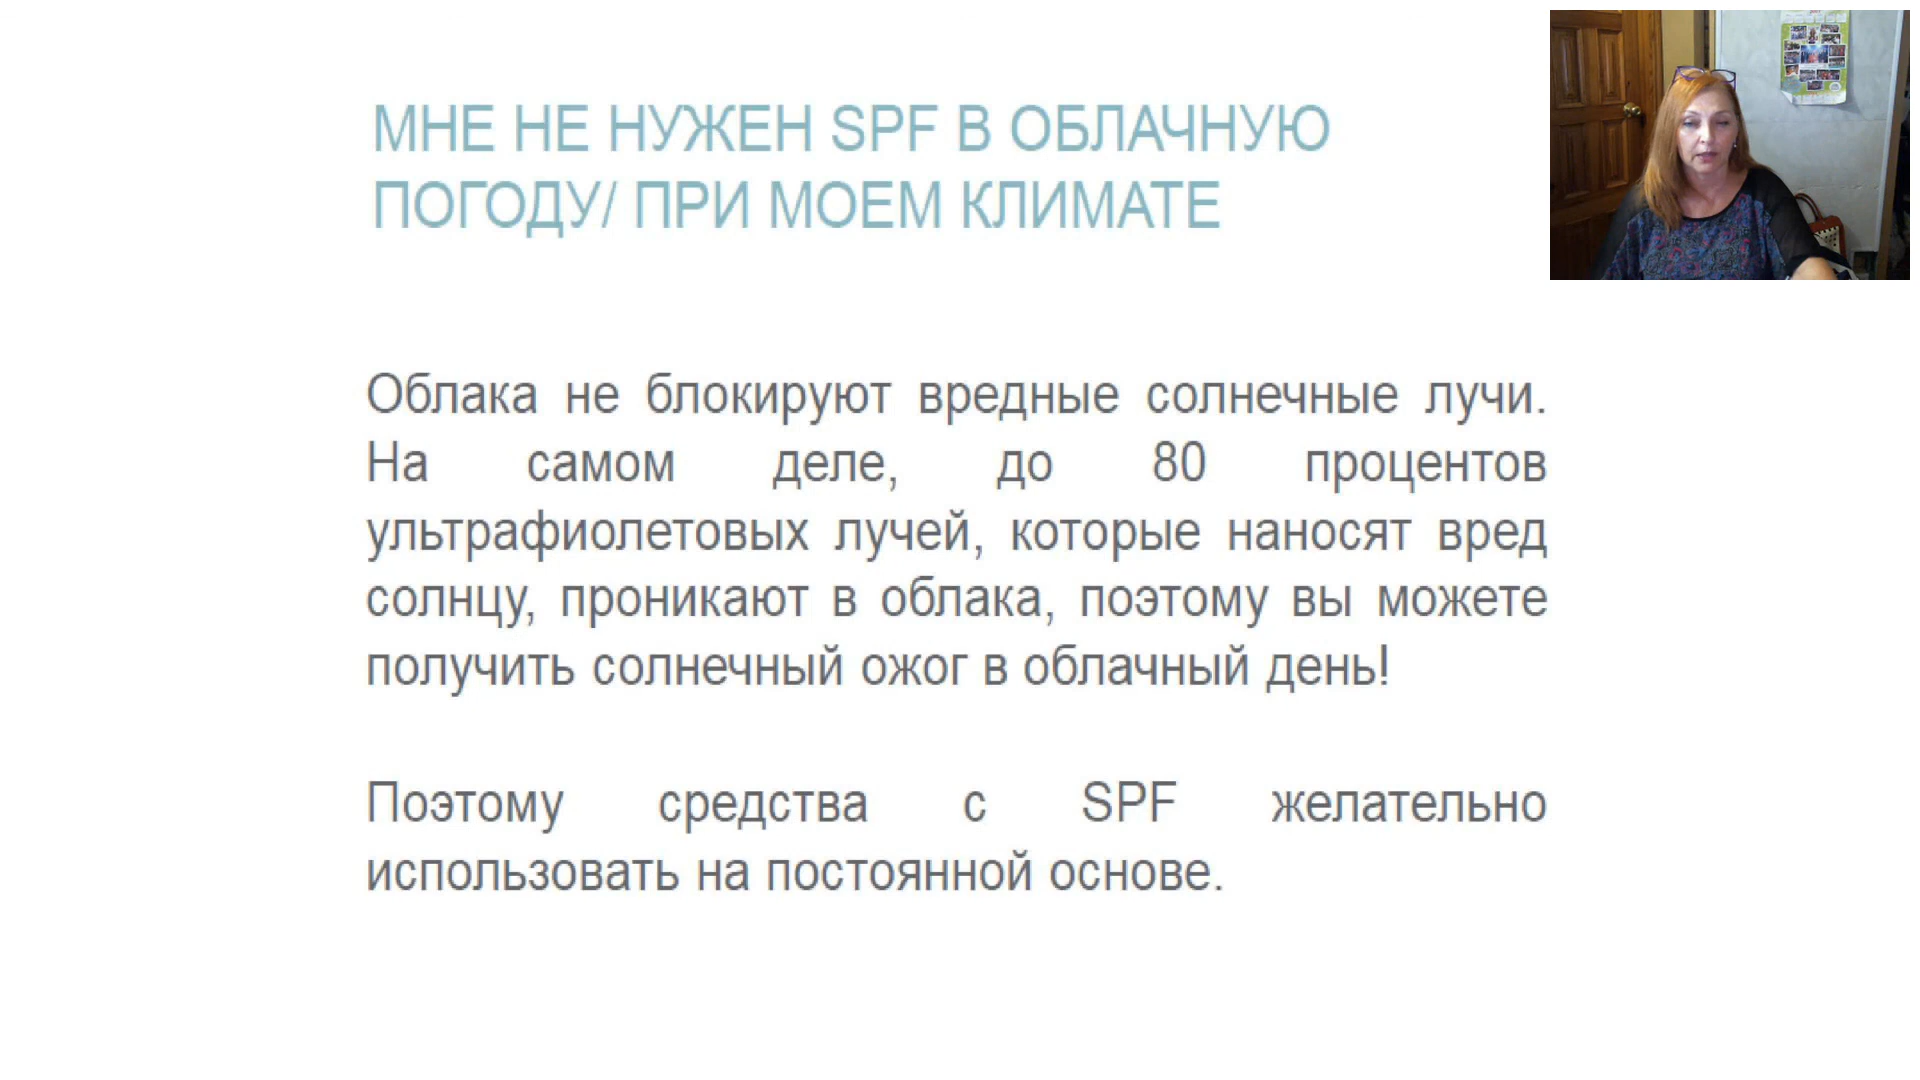 МНЕ НЕ НУЖЕН SPF В ОБЛАЧНУЮ
ПОГОДУ/ ПРИ МОЕМ КЛИМАТЕ
Облака не блокируют вредные солнечные лучи.
На самом деле, до 80 процентов
ультрафиолетовых лучей, которые наносят вред
солнцу, проникают в облака, поэтому вы можете
получить солнечный ожог в облачный день!
Поэтому средства с SPF желательно
использовать на постоянной основе.